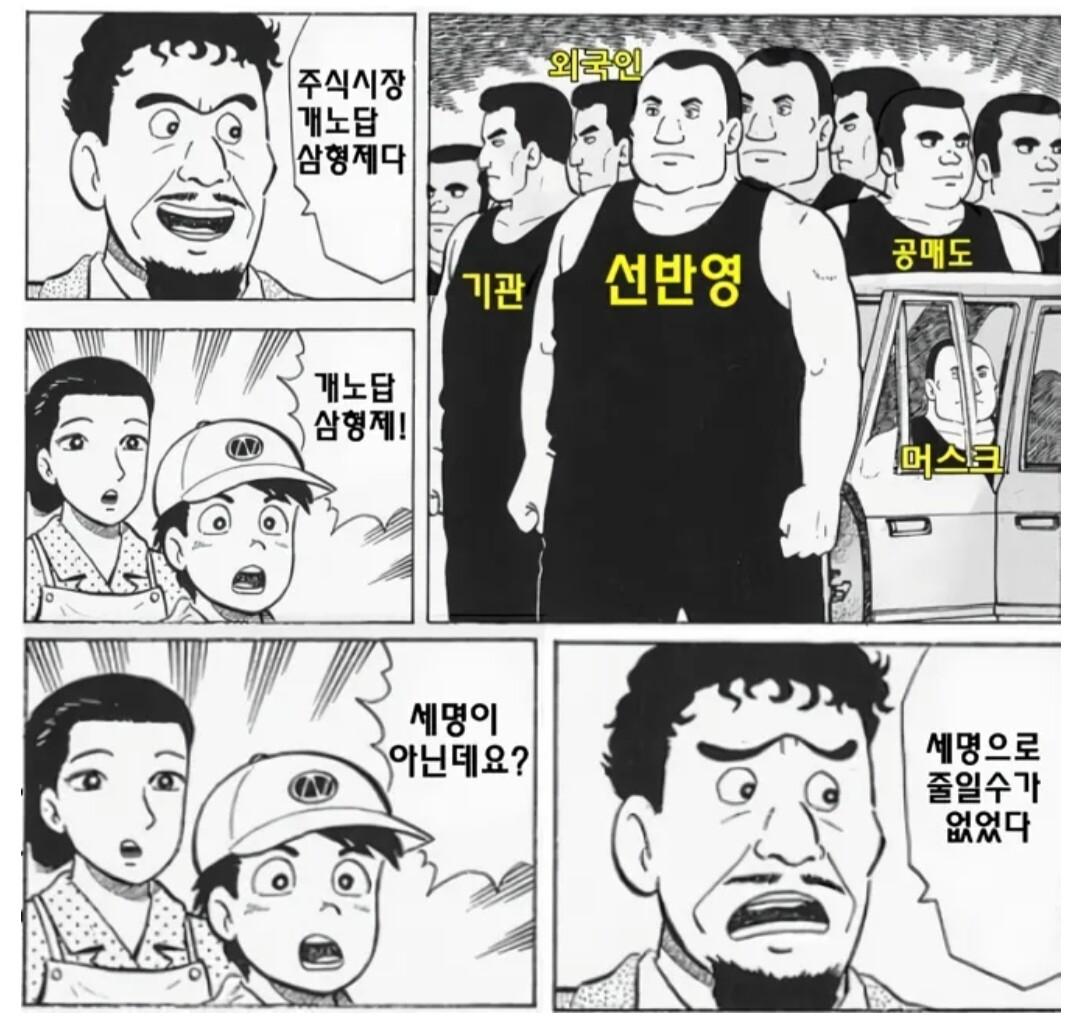 주식시장
개노답
삼형제다
외국인
기관
선반영
공매도
머스크
개노답
삼형제!
세명이
아닌데요?
세명으로
줄일수가
없었다